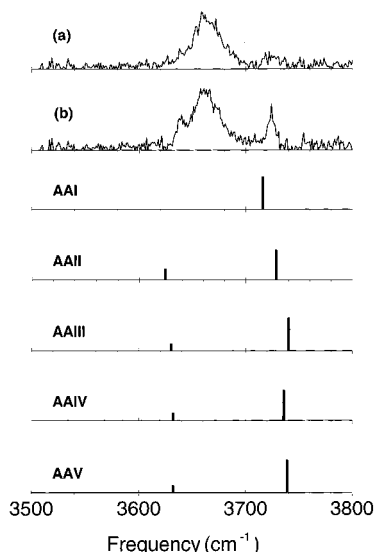 (a)
(b)
AAI
AAII
AAIII
AAIV
AAV
3500 3600 3700 3800
Frequency (cm⁻¹)